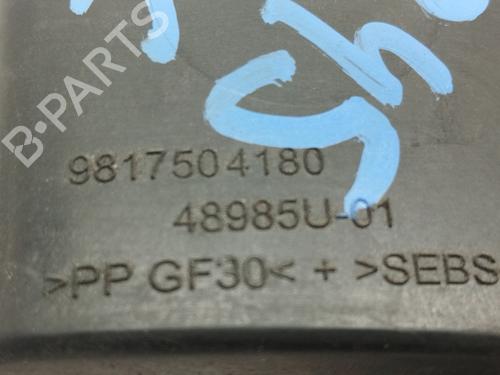 B-PARTS
9817504180
48985U-01
>PP GF30< + >SEBS